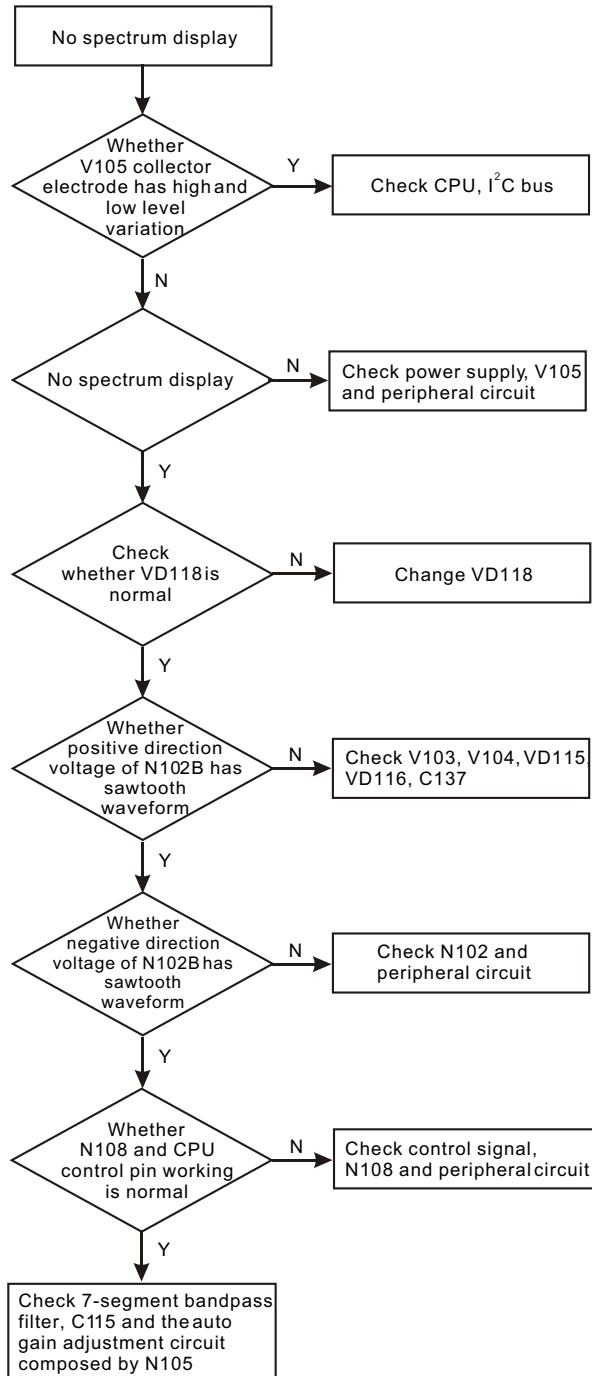 No spectrum display
Whether
V105 collector
electrode has high and
low level
variation
Y
Check CPU, I²C bus
N
No spectrum display
N
Check power supply, V105
and peripheral circuit
Y
Check
whether VD118 is
normal
N
Change VD118
Y
Whether
positive direction
voltage of N102B has
sawtooth
waveform
N
Check V103, V104, VD115,
VD116, C137
Y
Whether
negative direction
voltage of N102B has
sawtooth
waveform
N
Check N102 and
peripheral circuit
Y
Whether
N108 and CPU
control pin working
is normal
N
Check control signal,
N108 and peripheral circuit
Y
Check 7-segment bandpass
filter, C115 and the auto
gain adjustment circuit
composed by N105